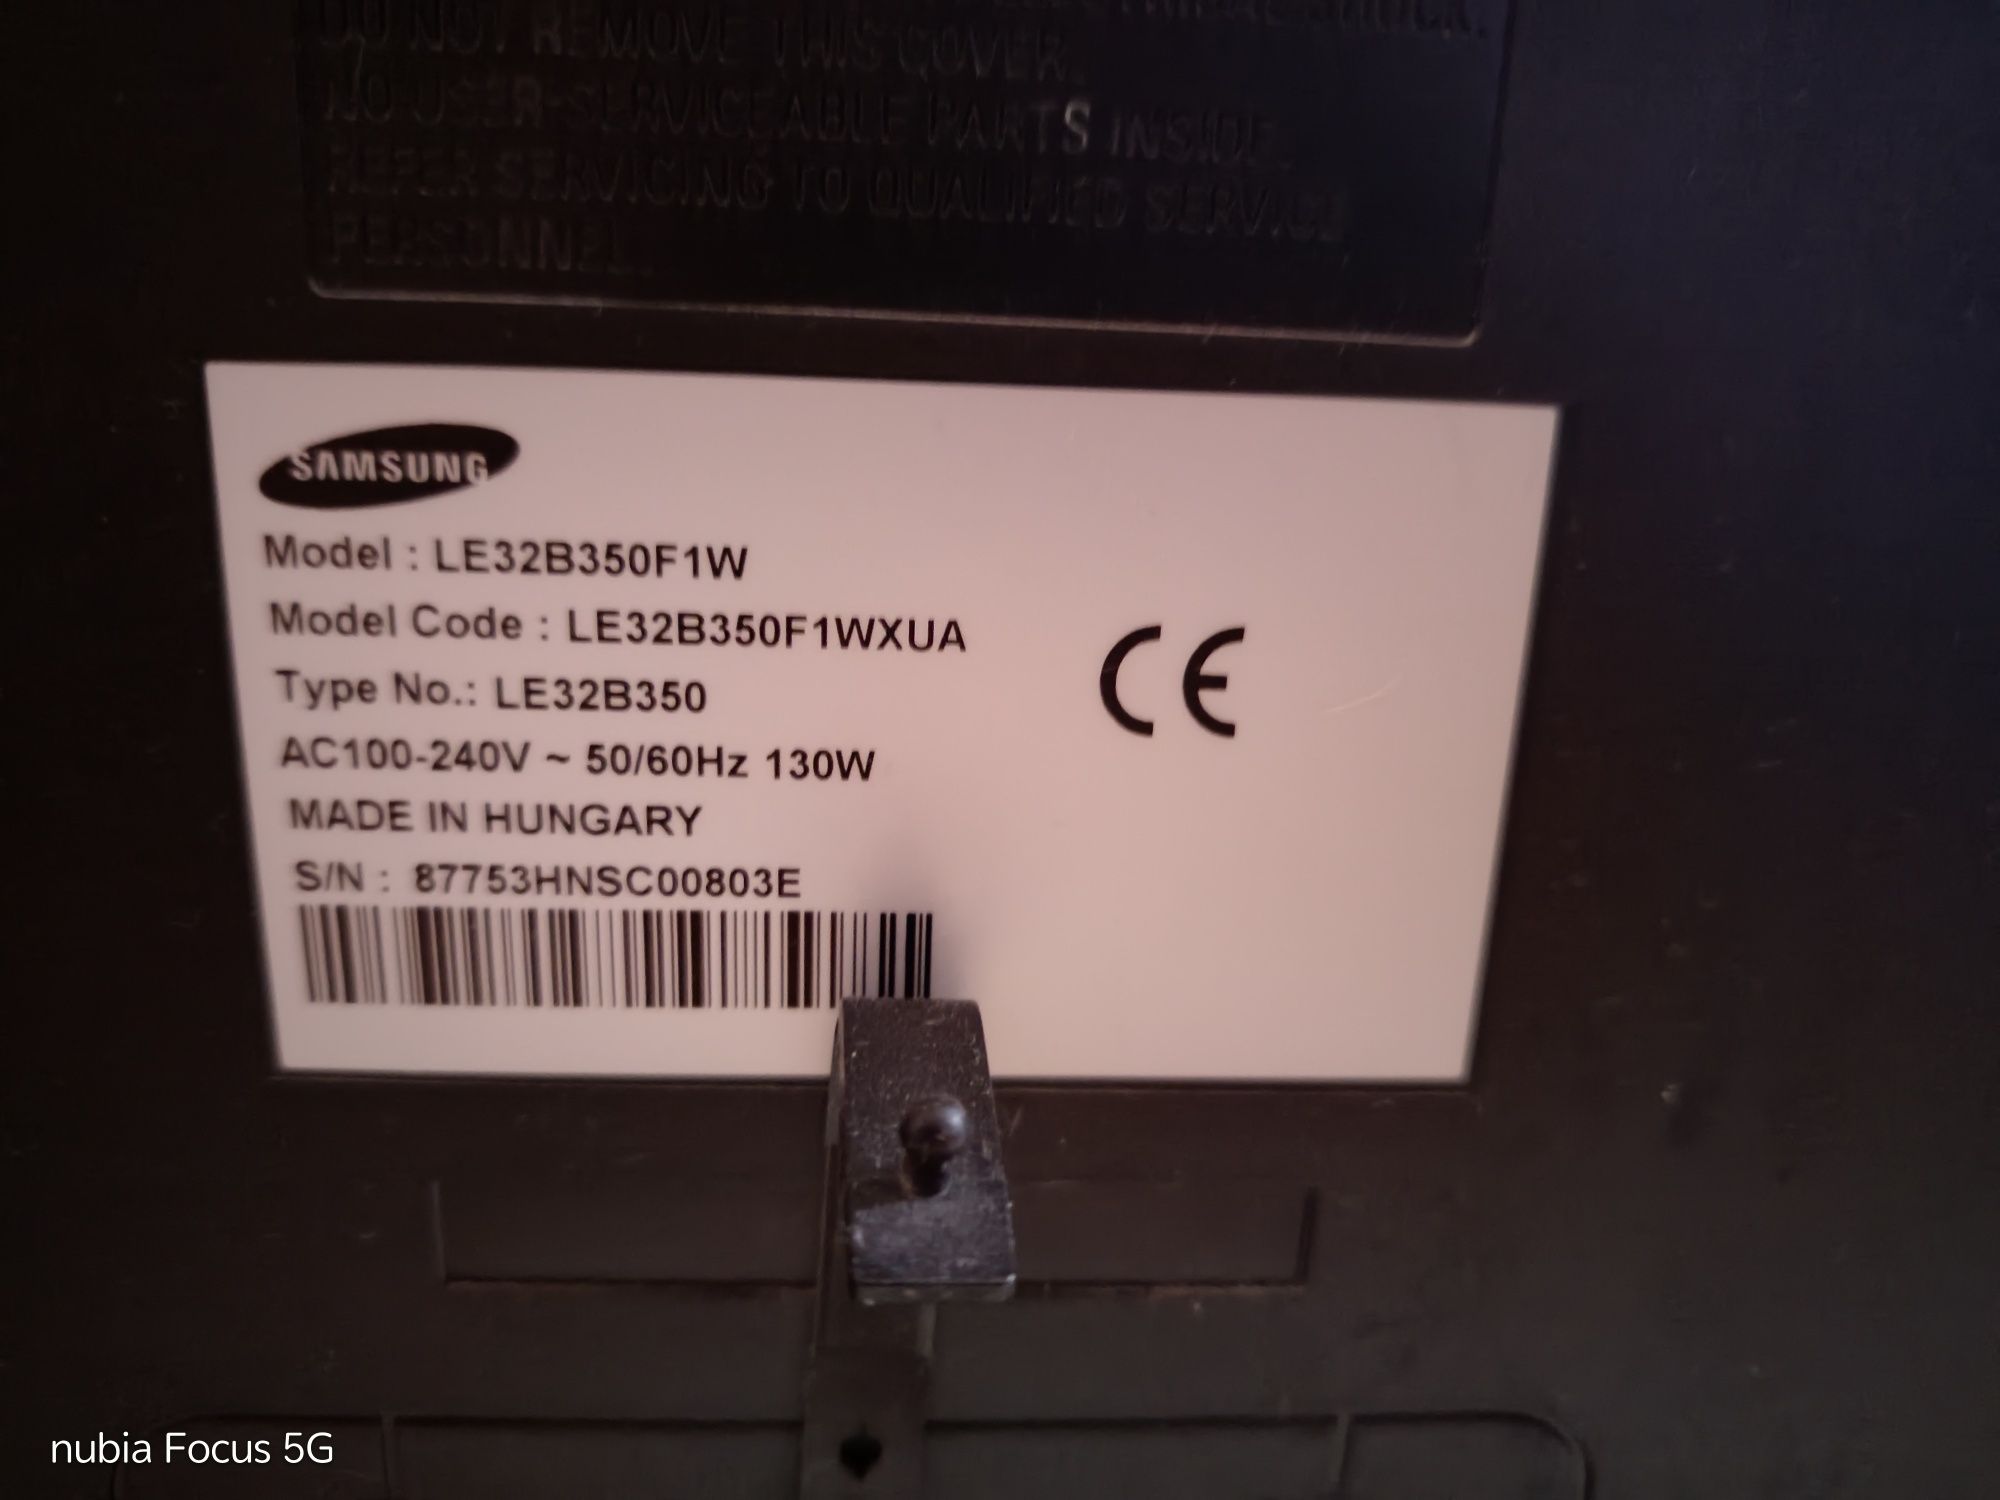 DO NOT REMOVE THIS COVER.
NO USER-SERVICEABLE PARTS INSIDE.
REFER SERVICING TO QUALIFIED SERVICE
PERSONNEL.
SAMSUNG
Model : LE32B350F1W
Model Code : LE32B350F1WXUA
Type No.: LE32B350
AC100-240V ~ 50/60Hz 130W
MADE IN HUNGARY
S/N : 87753HNSC00803E
CE
nubia Focus 5G